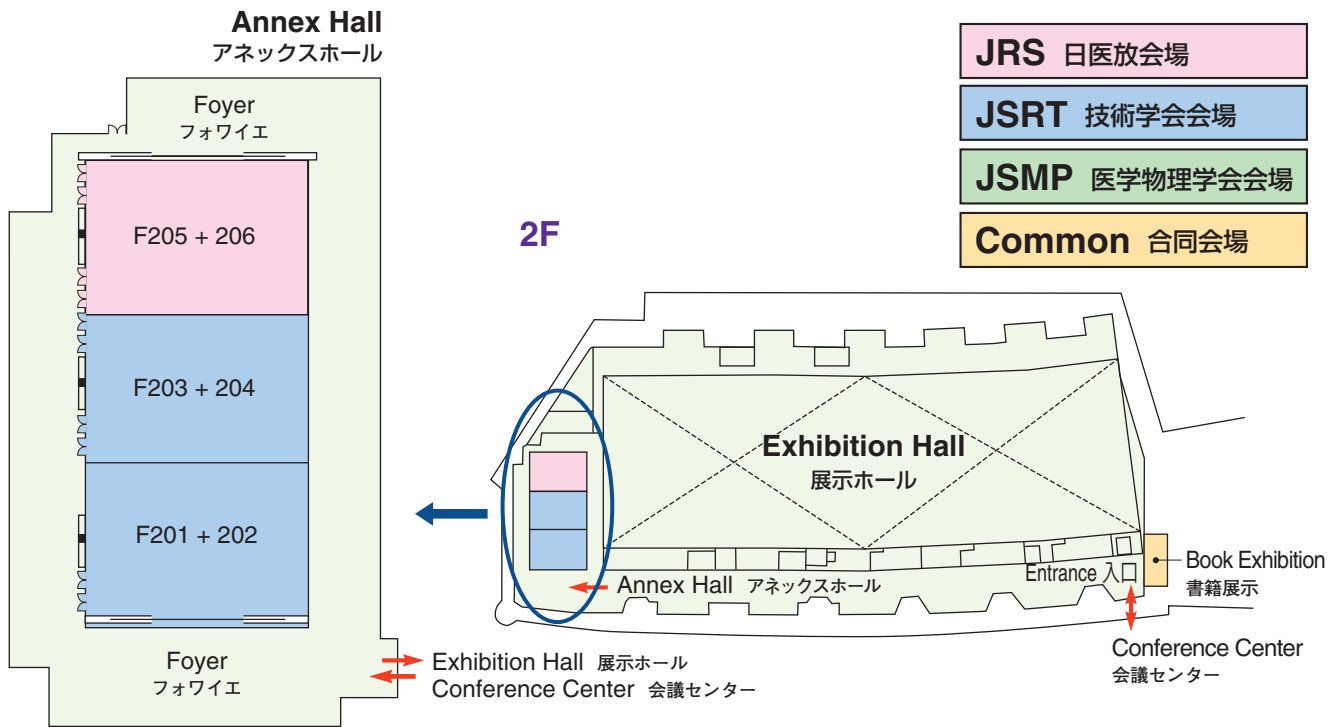 Annex Hall
アネックスホール
Foyer
フォワイエ
F205 + 206
F203 + 204
F201 + 202
Foyer
フォワイエ
Exhibition Hall 展示ホール
Conference Center 会議センター
JRS 日医放会場
JSRT 技術学会会場
JSMP 医学物理学会会場
Common 合同会場
2F
Exhibition Hall
展示ホール
Annex Hall アネックスホール
Entrance 入口
Book Exhibition
書籍展示
Conference Center
会議センター